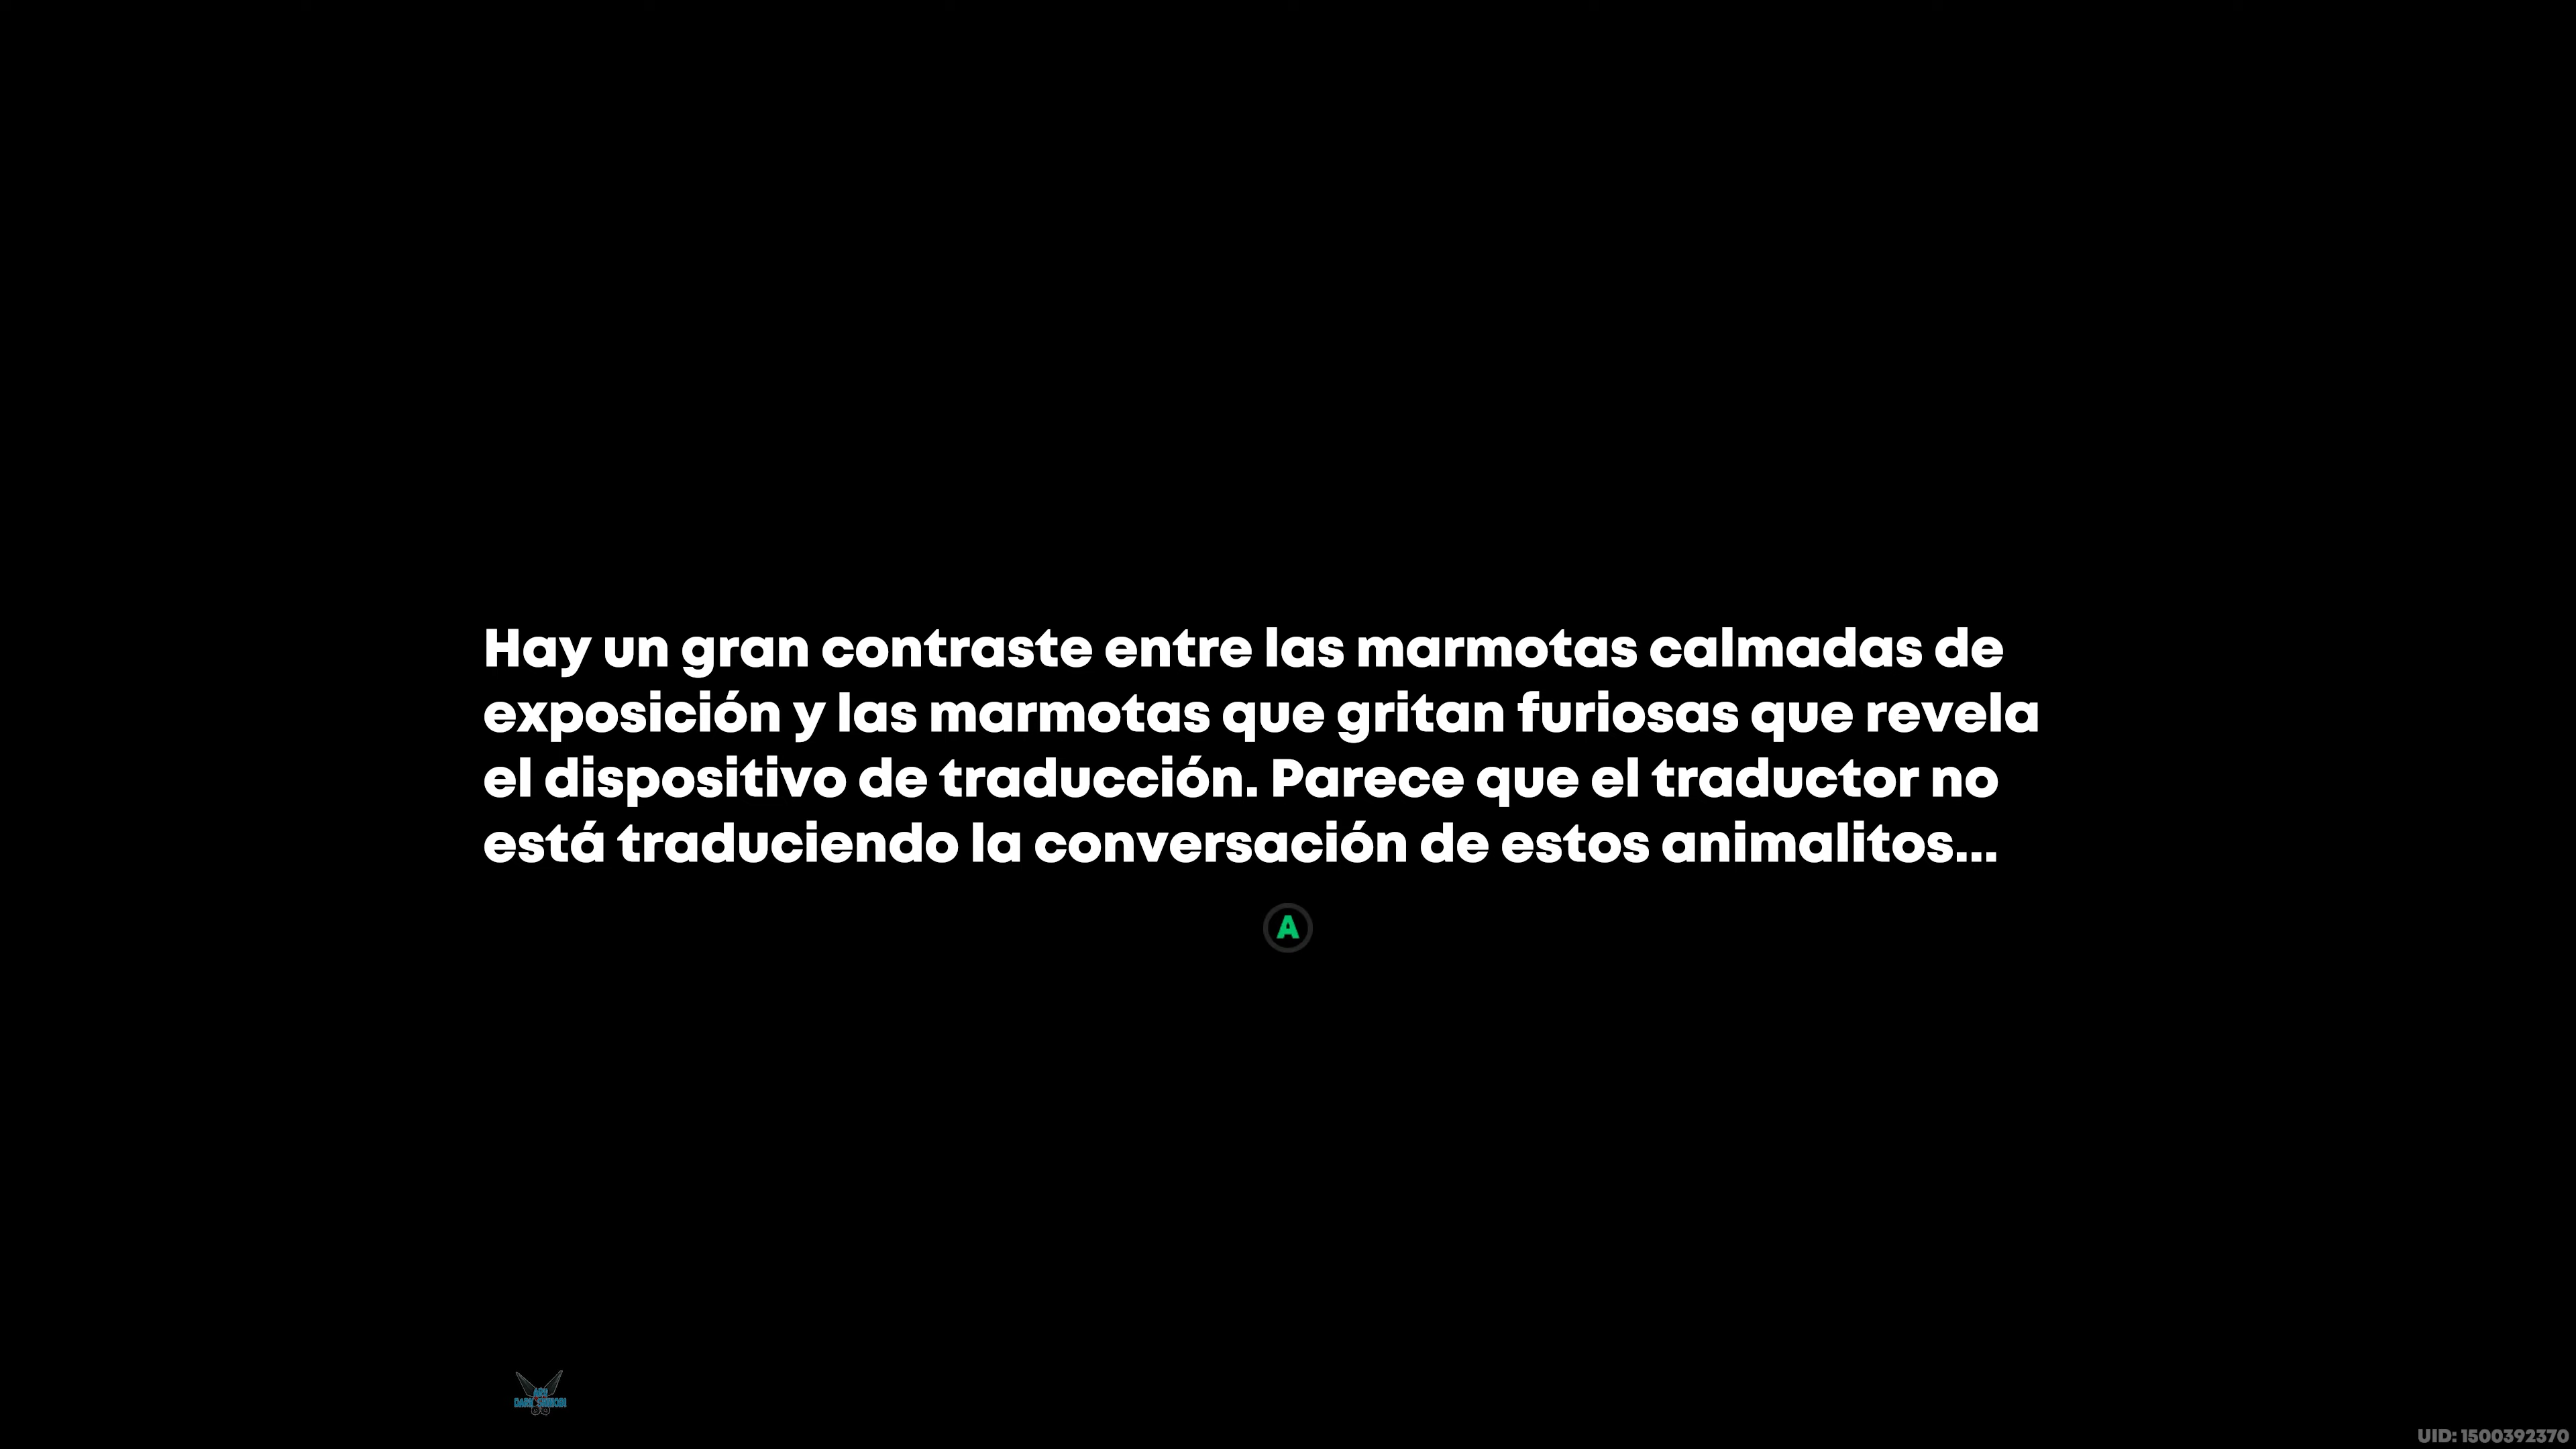 Hay un gran contraste entre las marmotas calmadas de
exposición y las marmotas que gritan furiosas que revela
el dispositivo de traducción. Parece que el traductor no
está traduciendo la conversación de estos animalitos...
A
UID: 1500392370